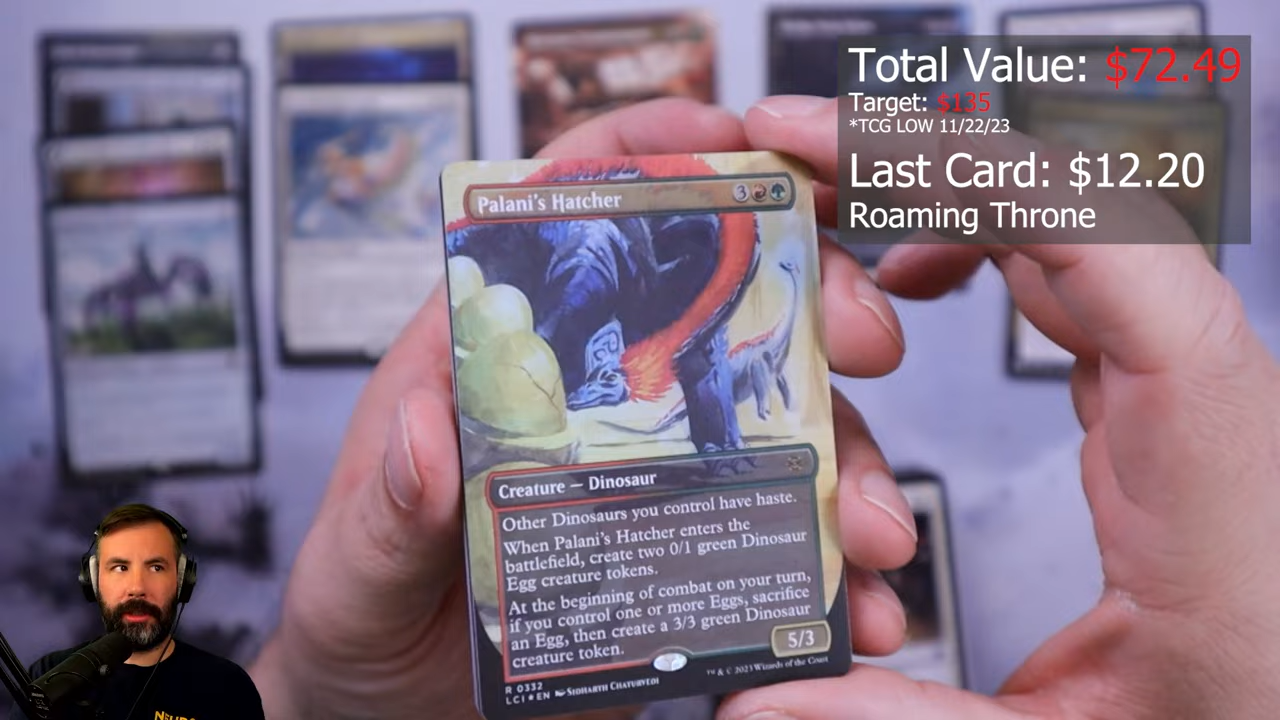 Total Value: $72.49
Target: $135
*TCG LOW 11/22/23
Last Card: $12.20
Roaming Throne
Palani's Hatcher 3
Creature — Dinosaur
Other Dinosaurs you control have haste.
When Palani's Hatcher enters the
battlefield, create two 0/1 green Dinosaur
Egg creature tokens.
At the beginning of combat on your turn,
if you control one or more Eggs, sacrifice
an Egg, then create a 3/3 green Dinosaur
creature token.
5/3
R 0332
LCI ★ EN Sidharth Chaturvedi
™ & © 2023 Wizards of the Coast